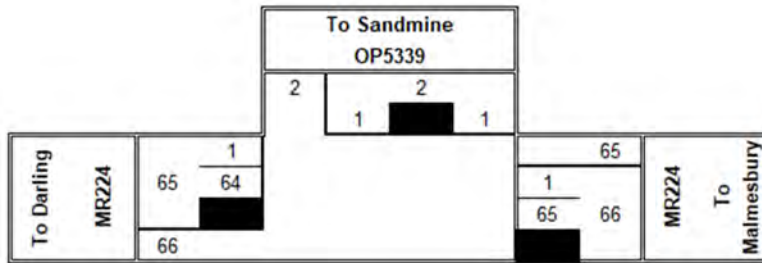 To Sandmine
OP5339
2 2
1 1
To Darling
MR224
1
65 64
66
65
1
65 66
MR224
To
Malmesbury